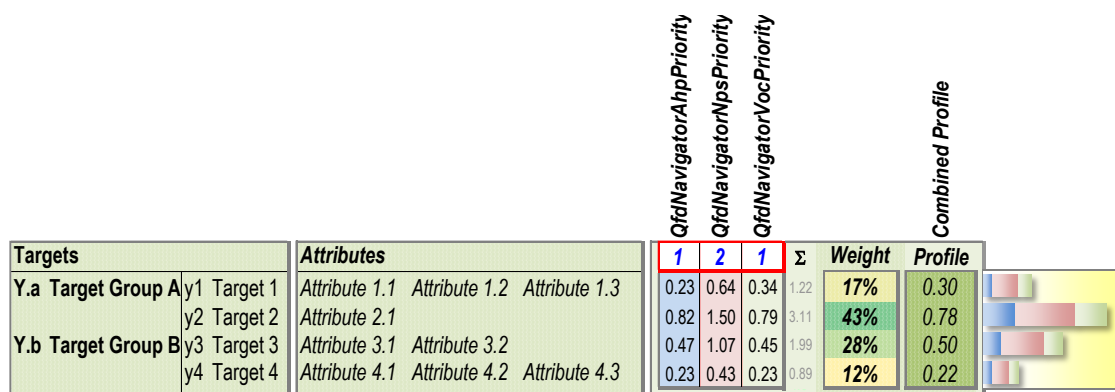 QfdNavigatorAhpPriority
QfdNavigatorNpsPriority
QfdNavigatorVocPriority
Combined Profile
Targets Attributes 1 2 1 Σ Weight Profile
Y.a Target Group A y1 Target 1 Attribute 1.1 Attribute 1.2 Attribute 1.3 0.23 0.64 0.34 1.22 17% 0.30
y2 Target 2 Attribute 2.1 0.82 1.50 0.79 3.11 43% 0.78
Y.b Target Group B y3 Target 3 Attribute 3.1 Attribute 3.2 0.47 1.07 0.45 1.99 28% 0.50
y4 Target 4 Attribute 4.1 Attribute 4.2 Attribute 4.3 0.23 0.43 0.23 0.89 12% 0.22